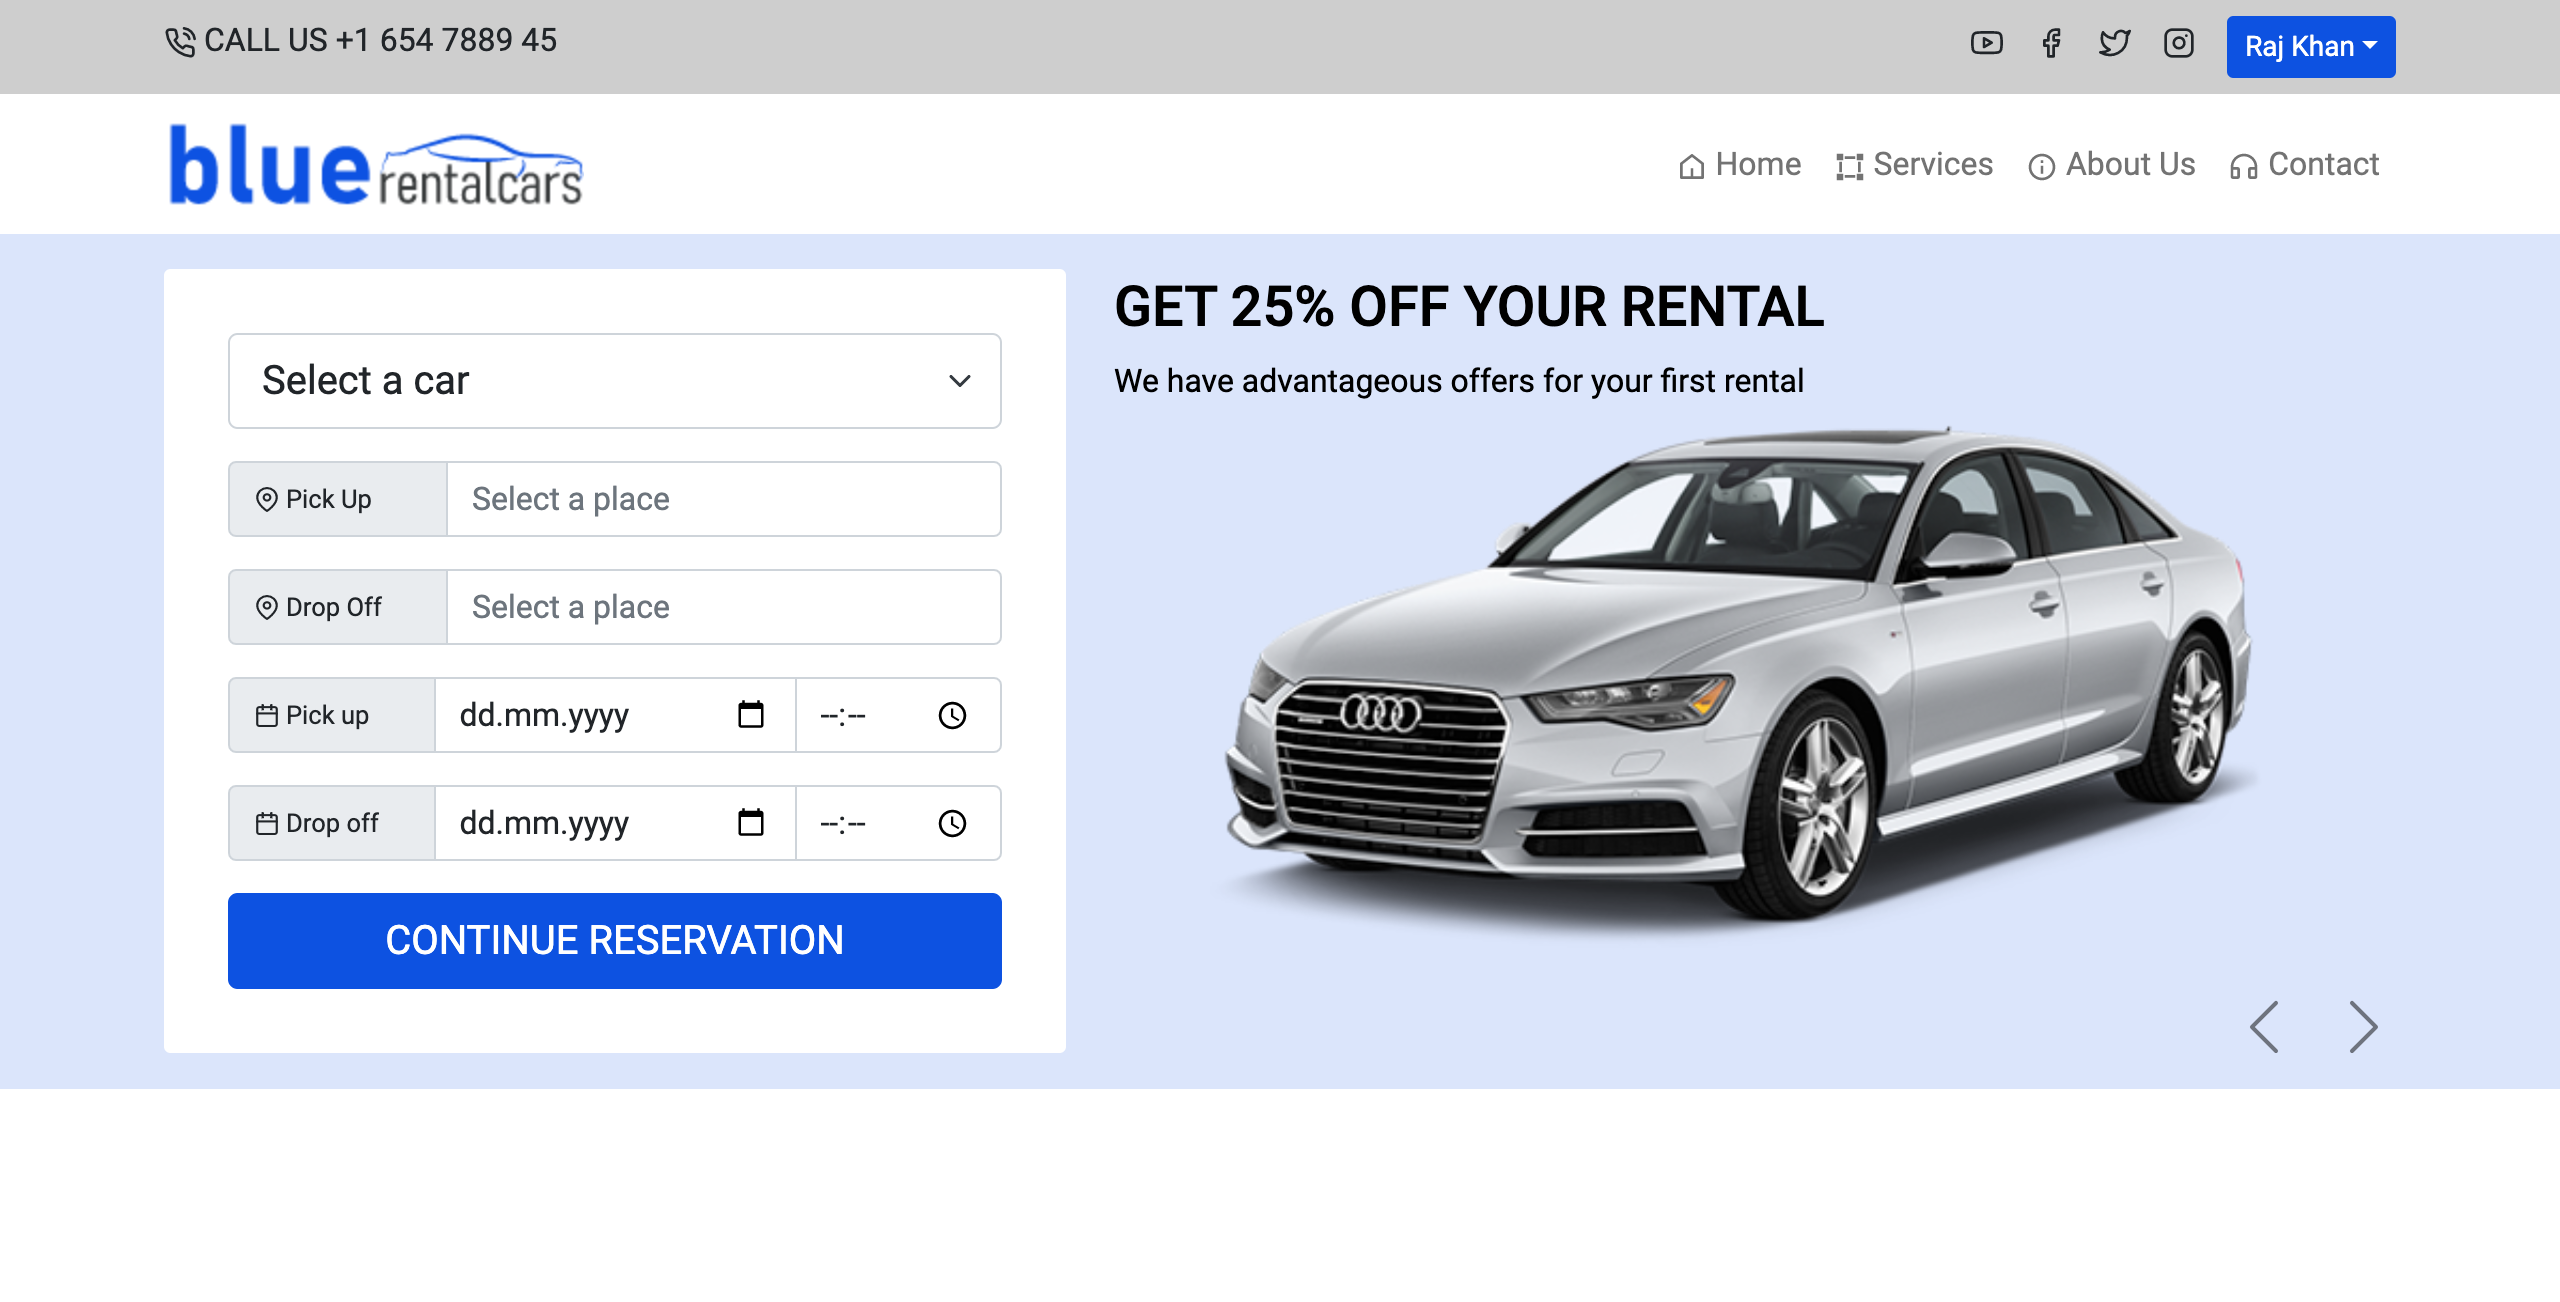 CALL US +1 654 7889 45
Raj Khan
blue rentalcars
Home Services About Us Contact
Select a car
Pick Up Select a place
Drop Off Select a place
Pick up dd.mm.yyyy --:--
Drop off dd.mm.yyyy --:--
CONTINUE RESERVATION
GET 25% OFF YOUR RENTAL
We have advantageous offers for your first rental